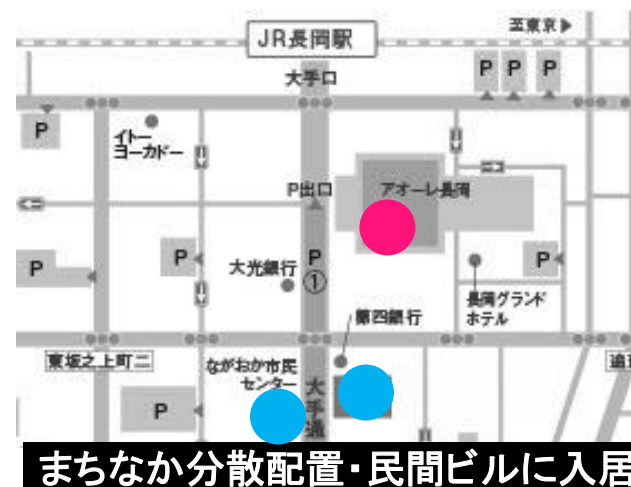 至東京▶
JR長岡駅
大手口
P P P
P
イトー
ヨーカドー
P出口
アオーレ長岡
P
P
大光銀行
P
①
P
長岡グランド
ホテル
第四銀行
東坂之上町二
ながおか市民
センター
大手通
P
まちなか分散配置・民間ビルに入居